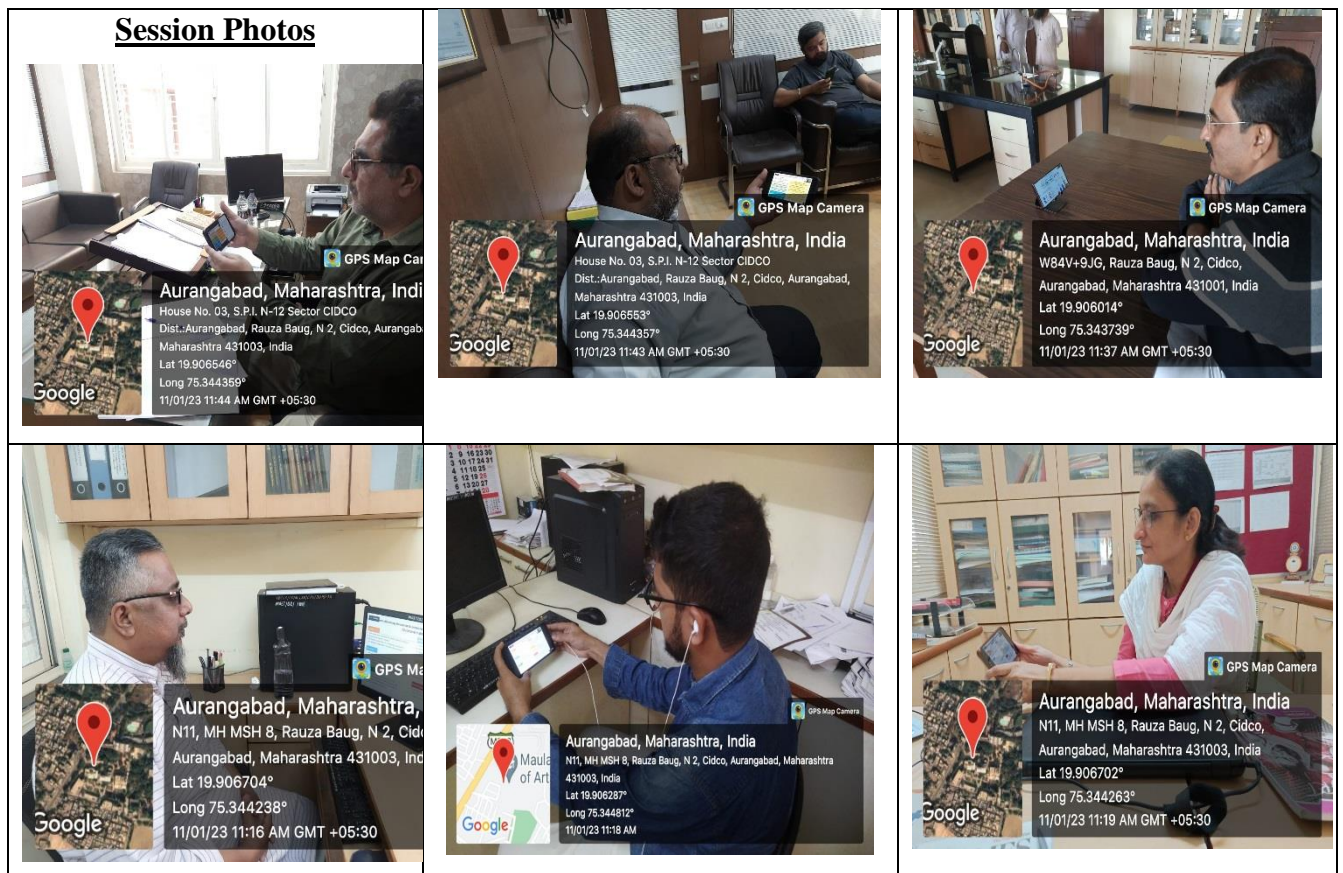 Session Photos
GPS Map Car
Aurangabad, Maharashtra, Indi
House No. 03, S.P.I. N-12 Sector CIDCO
Dist.:Aurangabad, Rauza Baug, N 2, Cidco, Aurangab
Maharashtra 431003, India
Lat 19.906546°
Long 75.344359°
11/01/23 11:44 AM GMT +05:30
Google
GPS Map Camera
Aurangabad, Maharashtra, India
House No. 03, S.P.I. N-12 Sector CIDCO
Dist.:Aurangabad, Rauza Baug, N 2, Cidco, Aurangabad,
Maharashtra 431003, India
Lat 19.906553°
Long 75.344357°
11/01/23 11:43 AM GMT +05:30
Google
GPS Map Camera
Aurangabad, Maharashtra, India
W84V+9JG, Rauza Baug, N 2, Cidco,
Aurangabad, Maharashtra 431001, India
Lat 19.906014°
Long 75.343739°
11/01/23 11:37 AM GMT +05:30
Google
GPS Ma
Aurangabad, Maharashtra,
N11, MH MSH 8, Rauza Baug, N 2, Cid
Aurangabad, Maharashtra 431003, Ind
Lat 19.906704°
Long 75.344238°
11/01/23 11:16 AM GMT +05:30
Google
GPS Map Camera
Aurangabad, Maharashtra, India
N11, MH MSH 8, Rauza Baug, N 2, Cidco, Aurangabad, Maharashtra
431003, India
Lat 19.906287°
Long 75.344812°
11/01/23 11:18 AM
Maula
of Art
Google
GPS Map Camera
Aurangabad, Maharashtra, India
N11, MH MSH 8, Rauza Baug, N 2, Cidco,
Aurangabad, Maharashtra 431003, India
Lat 19.906702°
Long 75.344263°
11/01/23 11:19 AM GMT +05:30
Google